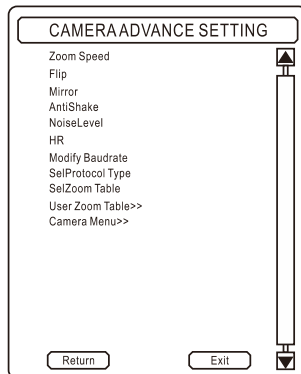 CAMERA ADVANCE SETTING
Zoom Speed
Flip
Mirror
AntiShake
NoiseLevel
HR
Modify Baudrate
SelProtocol Type
SelZoom Table
User Zoom Table>>
Camera Menu>>
Return
Exit